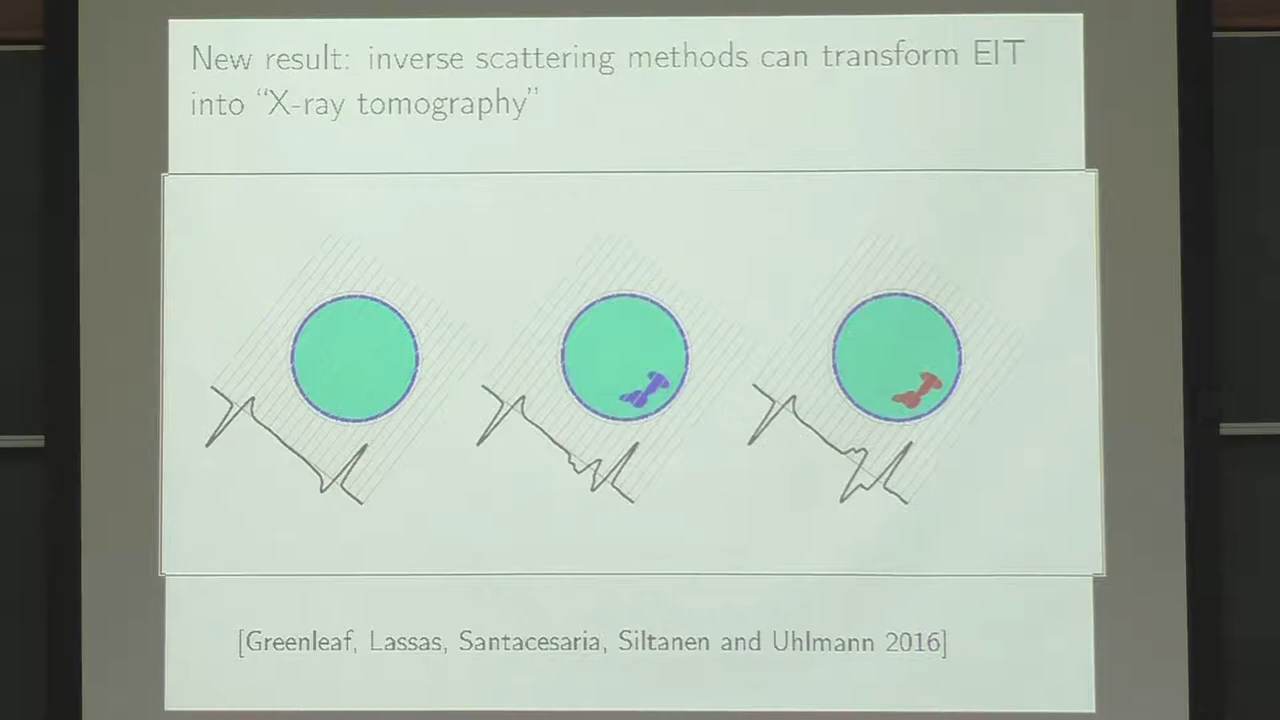 New result: inverse scattering methods can transform EIT
into “X-ray tomography”
[Greenleaf, Lassas, Santacesaria, Siltanen and Uhlmann 2016]